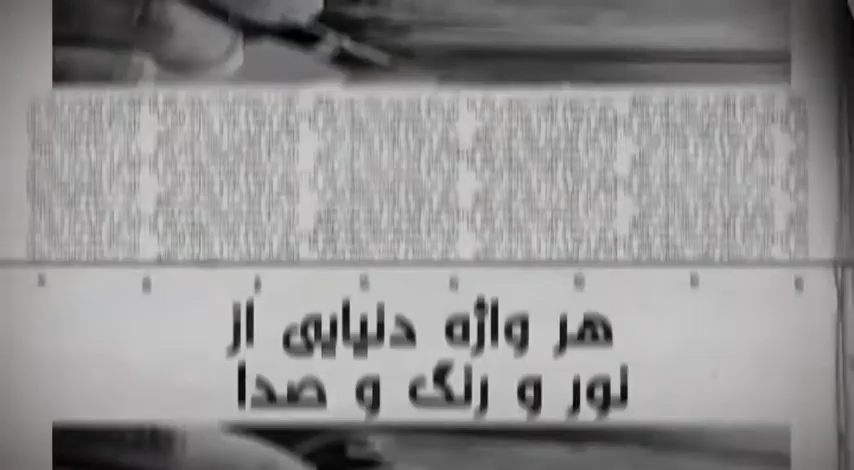 هر واژه دنیایی از
نور و رنگ و صدا